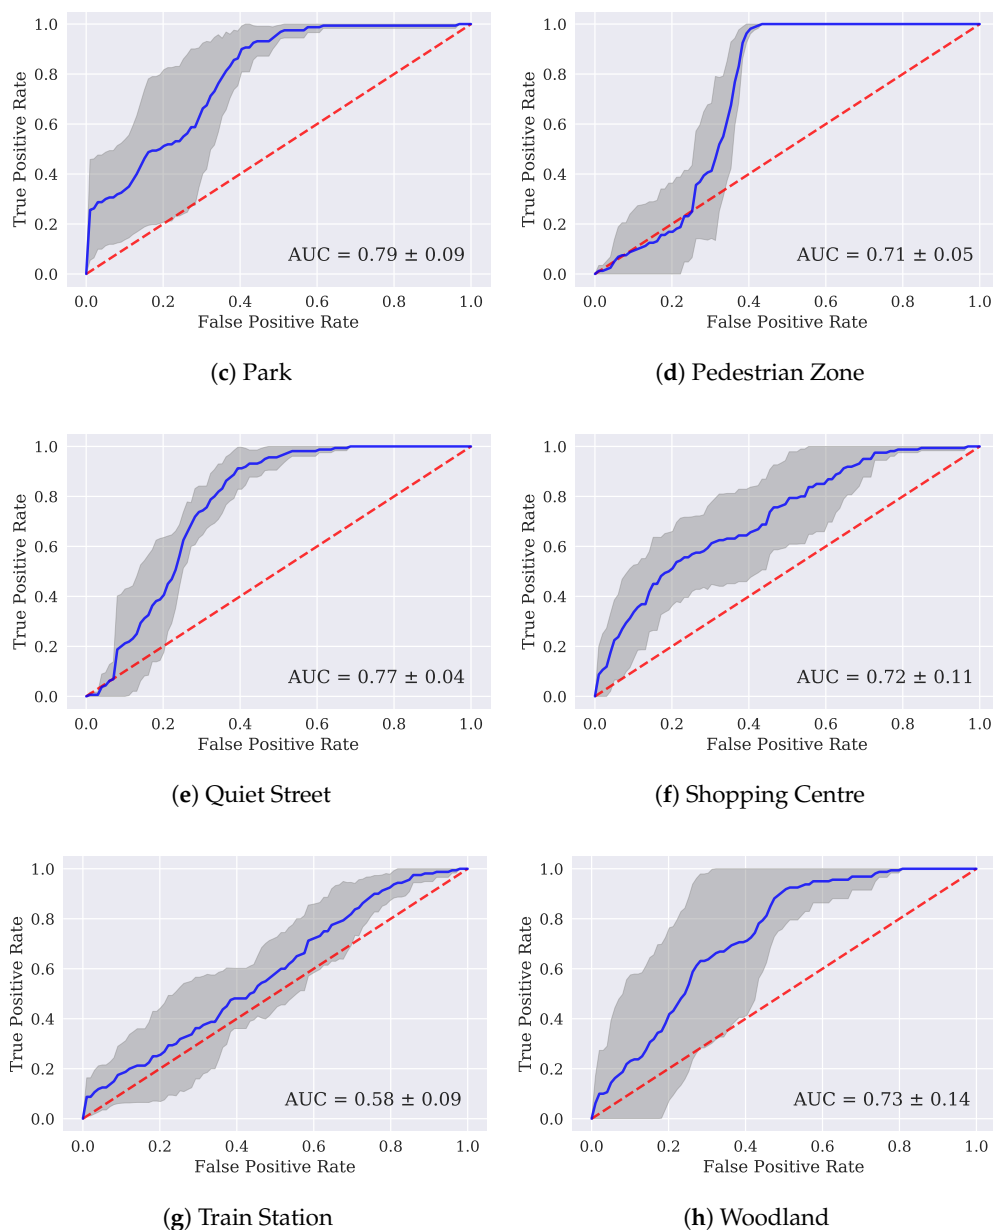 1.0
0.8
0.6
0.4
0.2
0.0
True Positive Rate
AUC = 0.79 ± 0.09
0.0 0.2 0.4 0.6 0.8 1.0
False Positive Rate
(c) Park
1.0
0.8
0.6
0.4
0.2
0.0
True Positive Rate
AUC = 0.71 ± 0.05
0.0 0.2 0.4 0.6 0.8 1.0
False Positive Rate
(d) Pedestrian Zone
1.0
0.8
0.6
0.4
0.2
0.0
True Positive Rate
AUC = 0.77 ± 0.04
0.0 0.2 0.4 0.6 0.8 1.0
False Positive Rate
(e) Quiet Street
1.0
0.8
0.6
0.4
0.2
0.0
True Positive Rate
AUC = 0.72 ± 0.11
0.0 0.2 0.4 0.6 0.8 1.0
False Positive Rate
(f) Shopping Centre
1.0
0.8
0.6
0.4
0.2
0.0
True Positive Rate
AUC = 0.58 ± 0.09
0.0 0.2 0.4 0.6 0.8 1.0
False Positive Rate
(g) Train Station
1.0
0.8
0.6
0.4
0.2
0.0
True Positive Rate
AUC = 0.73 ± 0.14
0.0 0.2 0.4 0.6 0.8 1.0
False Positive Rate
(h) Woodland